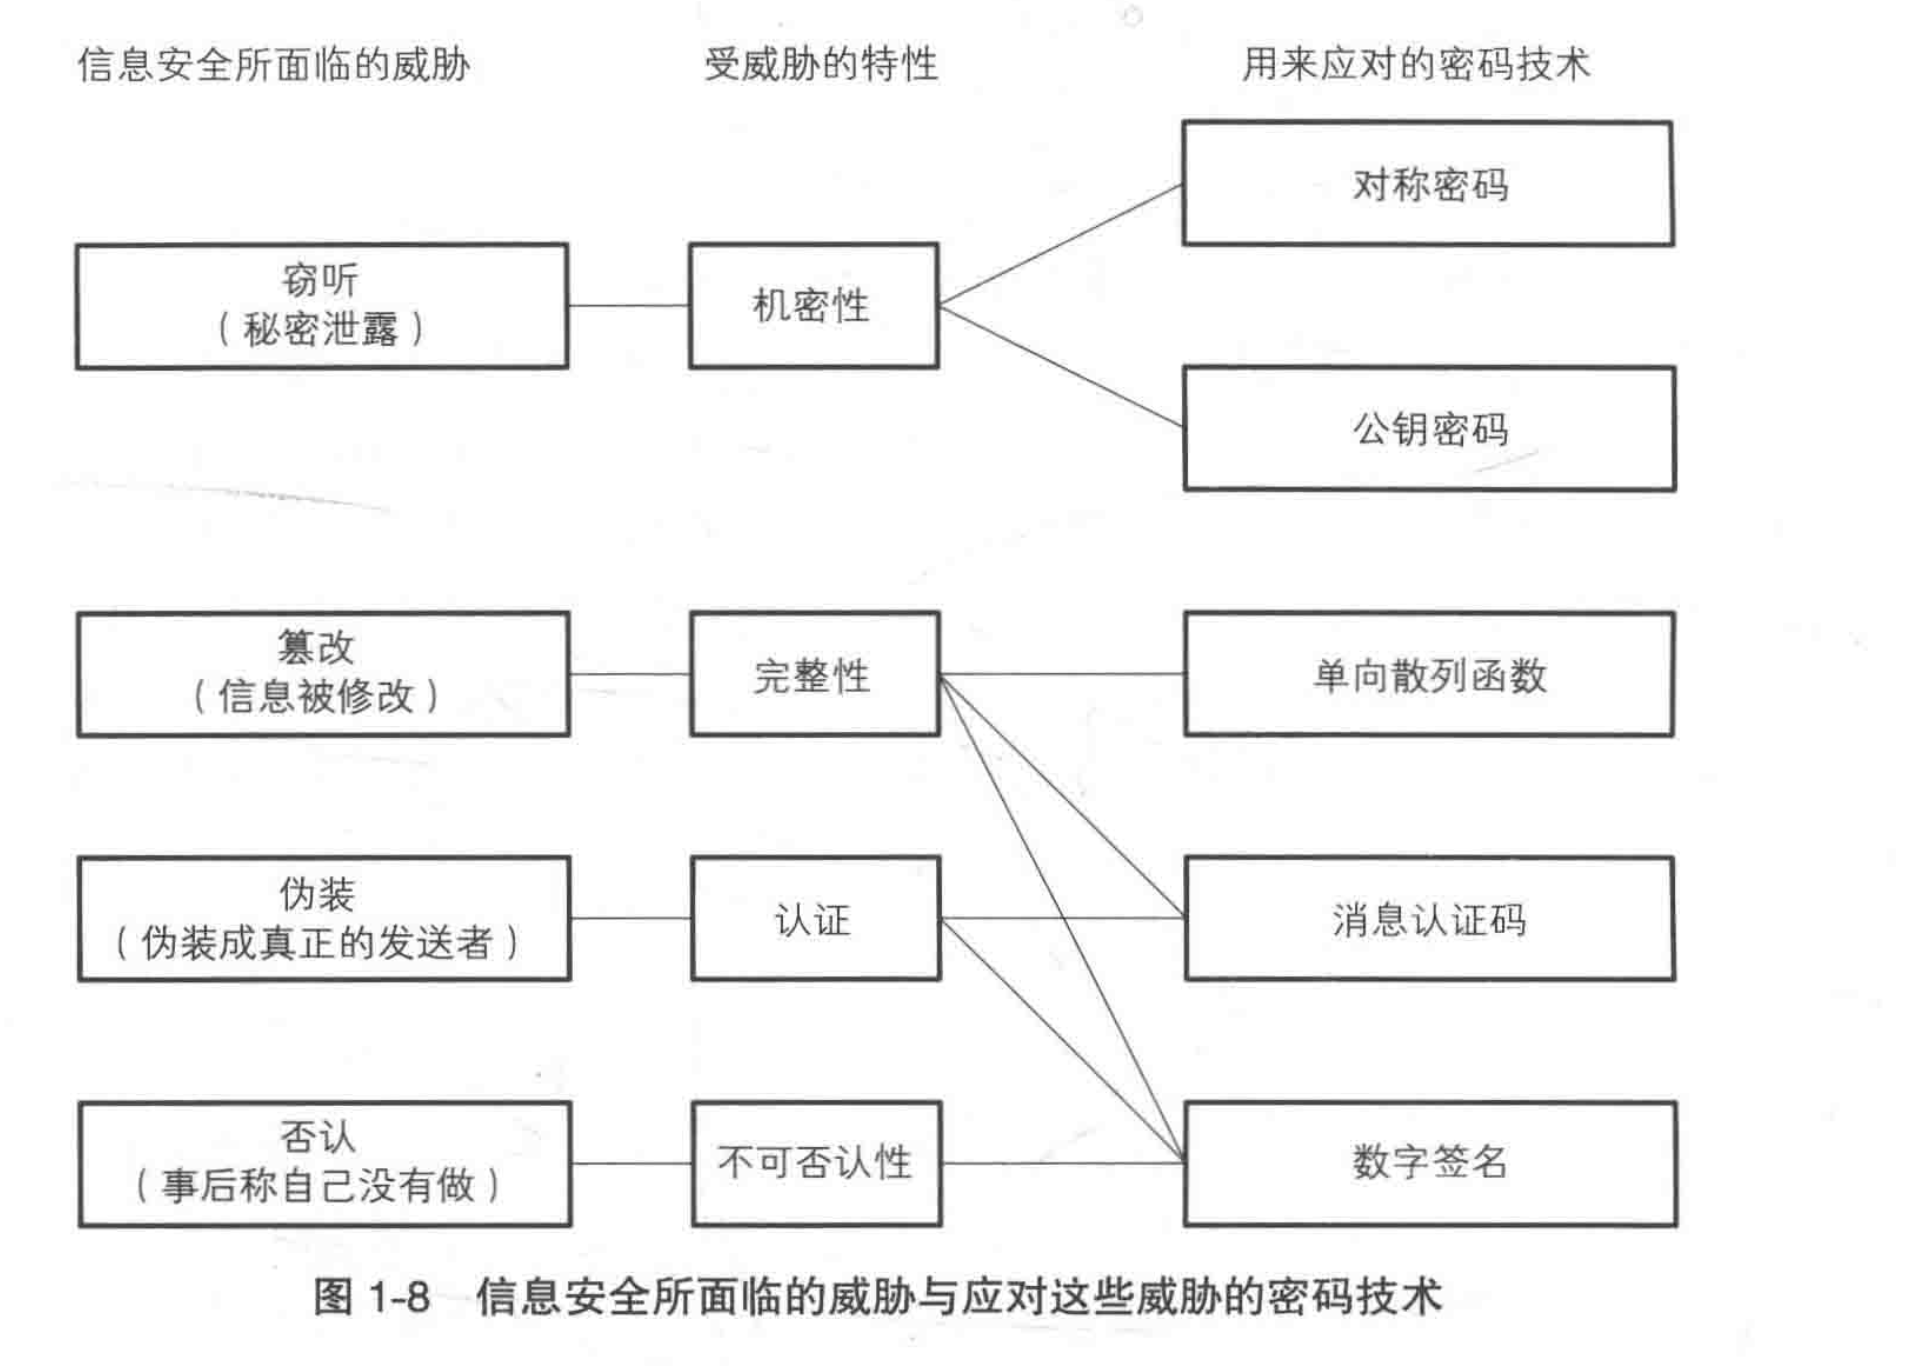 信息安全所面临的威胁
受威胁的特性
用来应对的密码技术
对称密码
窃听
（秘密泄露）
机密性
公钥密码
篡改
（信息被修改）
完整性
单向散列函数
伪装
（伪装成真正的发送者）
认证
消息认证码
否认
（事后称自己没有做）
不可否认性
数字签名
图 1-8 信息安全所面临的威胁与应对这些威胁的密码技术